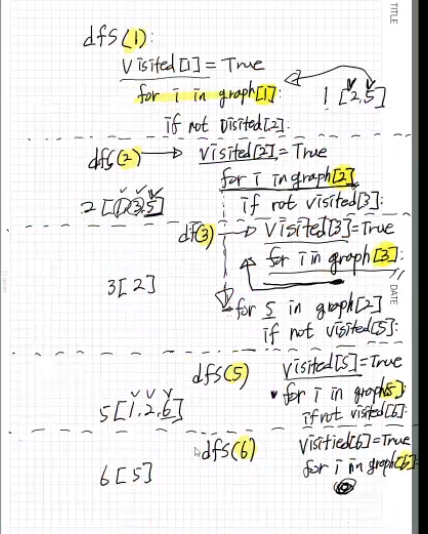 TITLE
dfs(1):
visited[1] = True
for i in graph[1]:
1 [2,5]
if not visited[2]:
dfs(2) → visited[2] = True
for i in graph[2]
2 [1,3,5]
if not visited[3]:
df(3) → visited[3]=True
for i in graph[3]:
3[2]
DATE
for 5 in graph[2]
if not visited[5]:
dfs(5)
visited[5]=True
for i in graph[5]:
5[1,2,6]
if not visited[6]:
dfs(6)
visitied[6]=True
for i in graph[6]:
6[5]